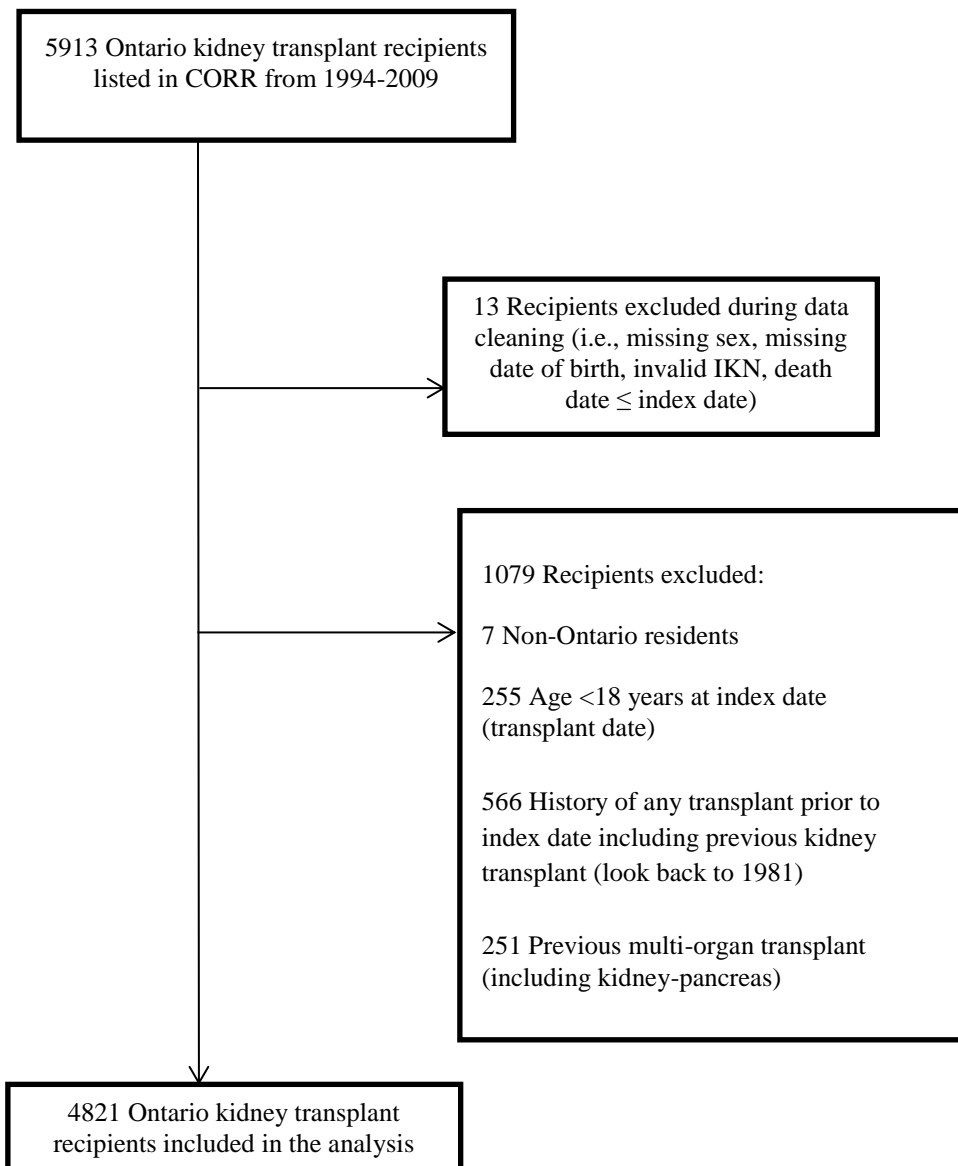 5913 Ontario kidney transplant recipients
listed in CORR from 1994-2009
13 Recipients excluded during data
cleaning (i.e., missing sex, missing
date of birth, invalid IKN, death
date ≤ index date)
1079 Recipients excluded:
7 Non-Ontario residents
255 Age <18 years at index date
(transplant date)
566 History of any transplant prior to
index date including previous kidney
transplant (look back to 1981)
251 Previous multi-organ transplant
(including kidney-pancreas)
4821 Ontario kidney transplant
recipients included in the analysis